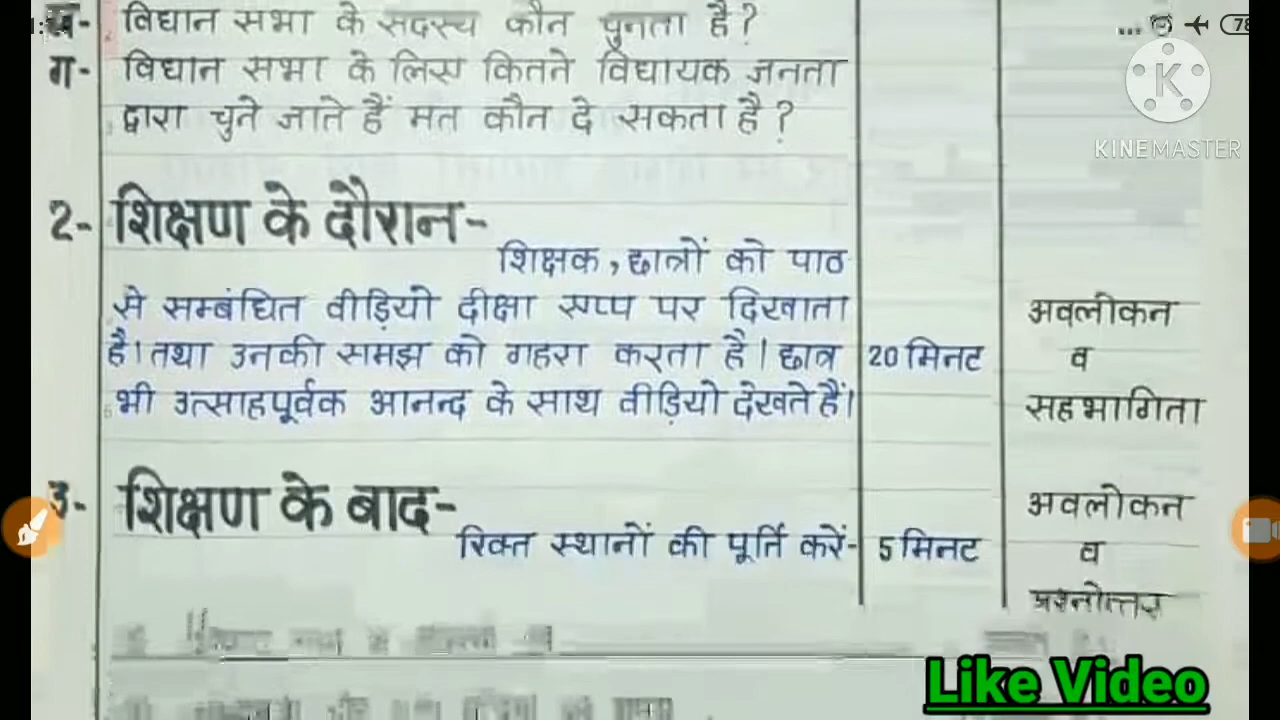 विधान सभा के सदस्य कौन चुनता है?
ग- विधान सभा के लिए कितने विधायक जनता
द्वारा चुने जाते हैं मत कौन दे सकता है?
KINEMASTER
2- शिक्षण के दौरान-
शिक्षक, छात्रों को पाठ
से सम्बंधित वीडियो दीक्षा एप्प पर दिखाता
है। तथा उनकी समझ को गहरा करता है। छात्र
भी उत्साहपूर्वक आनन्द के साथ वीडियो देखते हैं।
20 मिनट
अवलोकन
व
सहभागिता
3- शिक्षण के बाद-
रिक्त स्थानों की पूर्ति करें-
5 मिनट
अवलोकन
व
प्रश्नोत्तर
Like Video